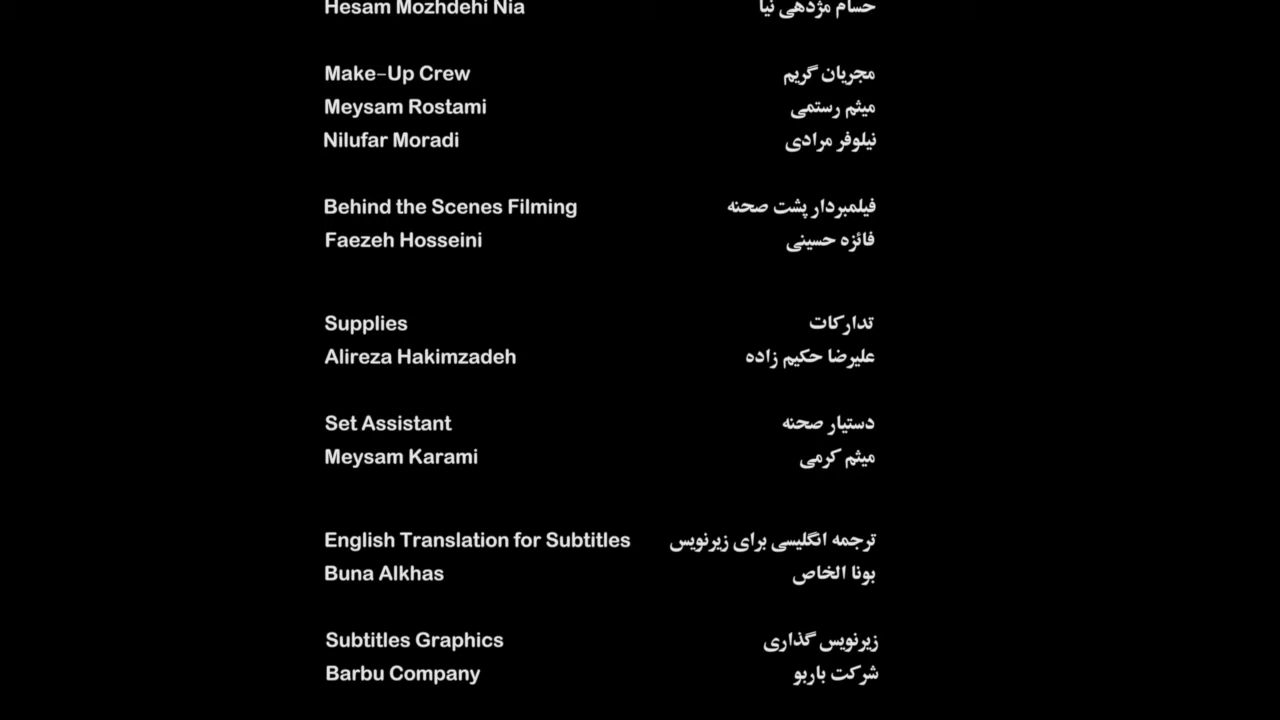 Hesam Mozhdehi Nia حسام مژدهی نیا
Make-Up Crew مجریان گریم
Meysam Rostami میثم رستمی
Nilufar Moradi نیلوفر مرادی
Behind the Scenes Filming فیلمبردار پشت صحنه
Faezeh Hosseini فائزه حسینی
Supplies تدارکات
Alireza Hakimzadeh علیرضا حکیم زاده
Set Assistant دستیار صحنه
Meysam Karami میثم کرمی
English Translation for Subtitles ترجمه انگلیسی برای زیرنویس
Buna Alkhas بونا الخاص
Subtitles Graphics زیرنویس گذاری
Barbu Company شرکت باربو